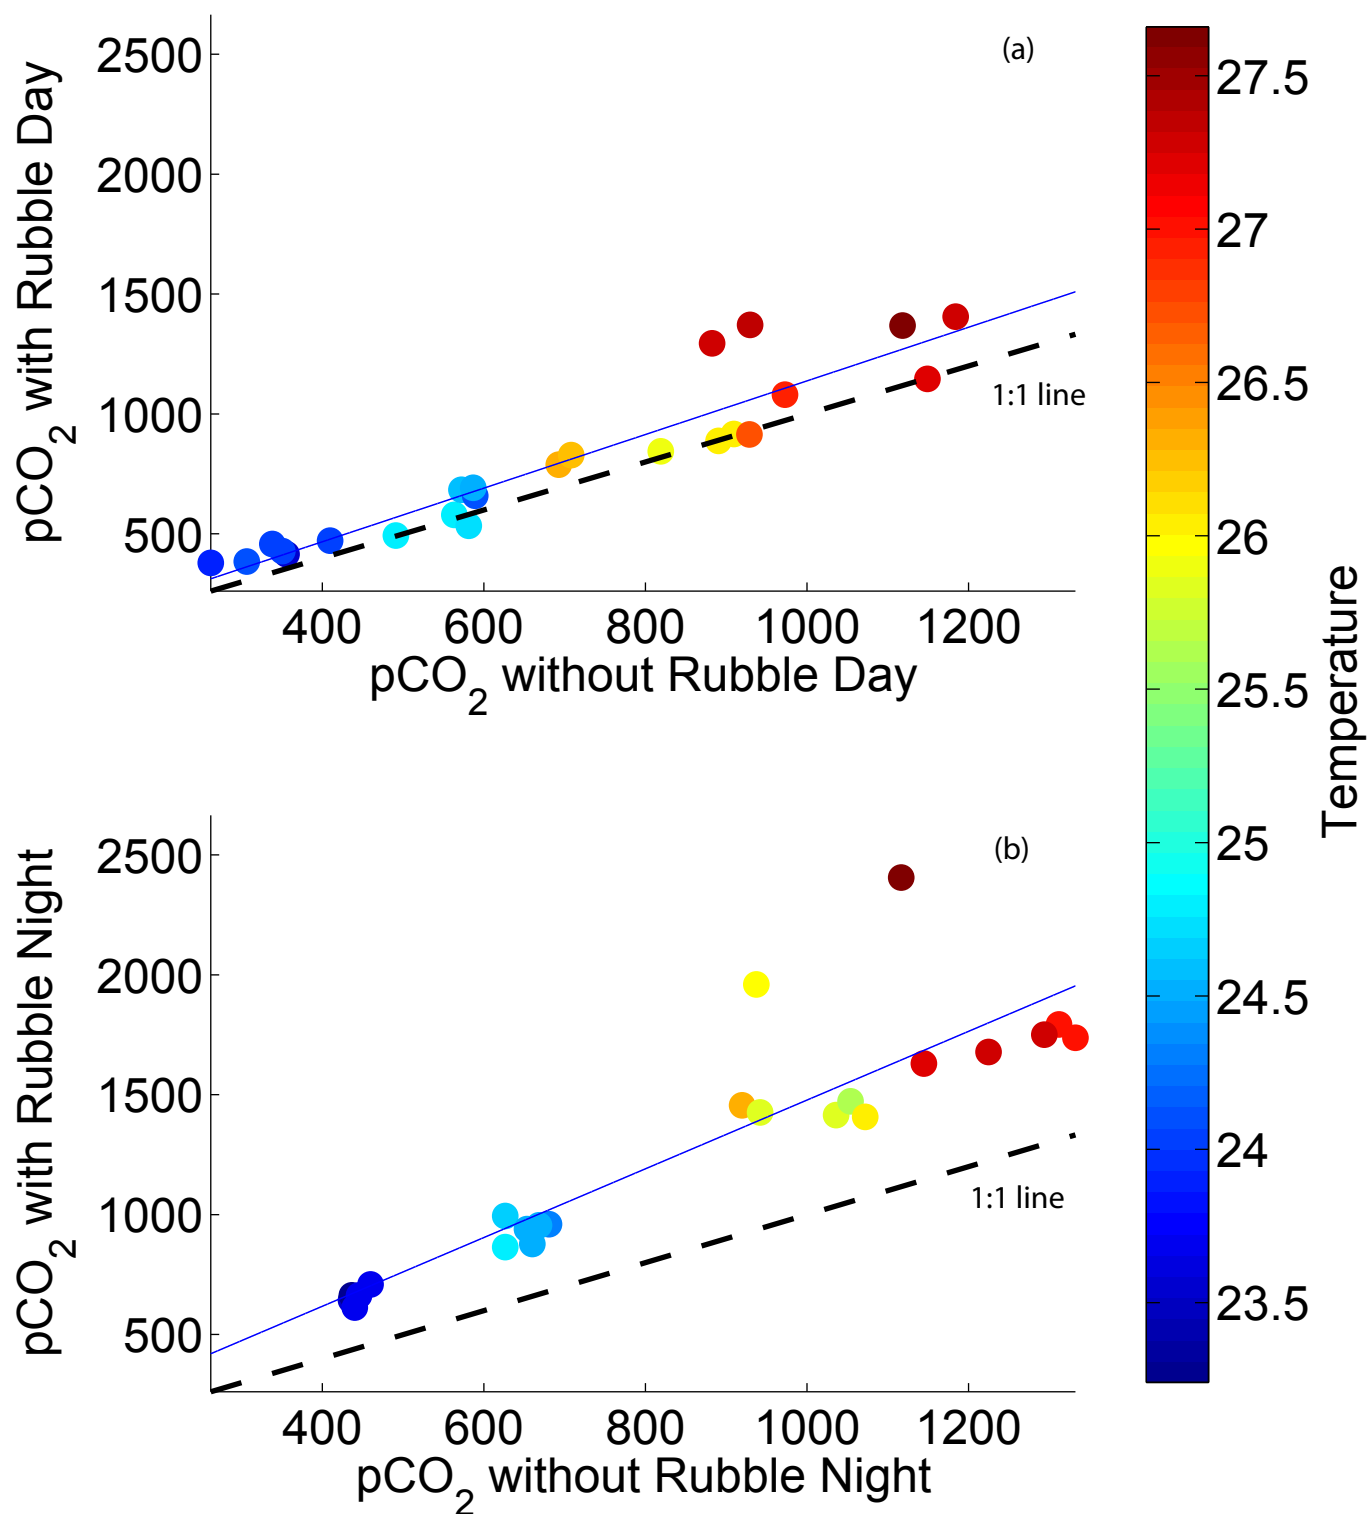 (a)
2500
2000
1500
1000
500
pCO2 with Rubble Day
1:1 line
400 600 800 1000 1200
pCO2 without Rubble Day
(b)
2500
2000
1500
1000
500
pCO2 with Rubble Night
1:1 line
400 600 800 1000 1200
pCO2 without Rubble Night
27.5
27
26.5
26
25.5
25
24.5
24
23.5
Temperature